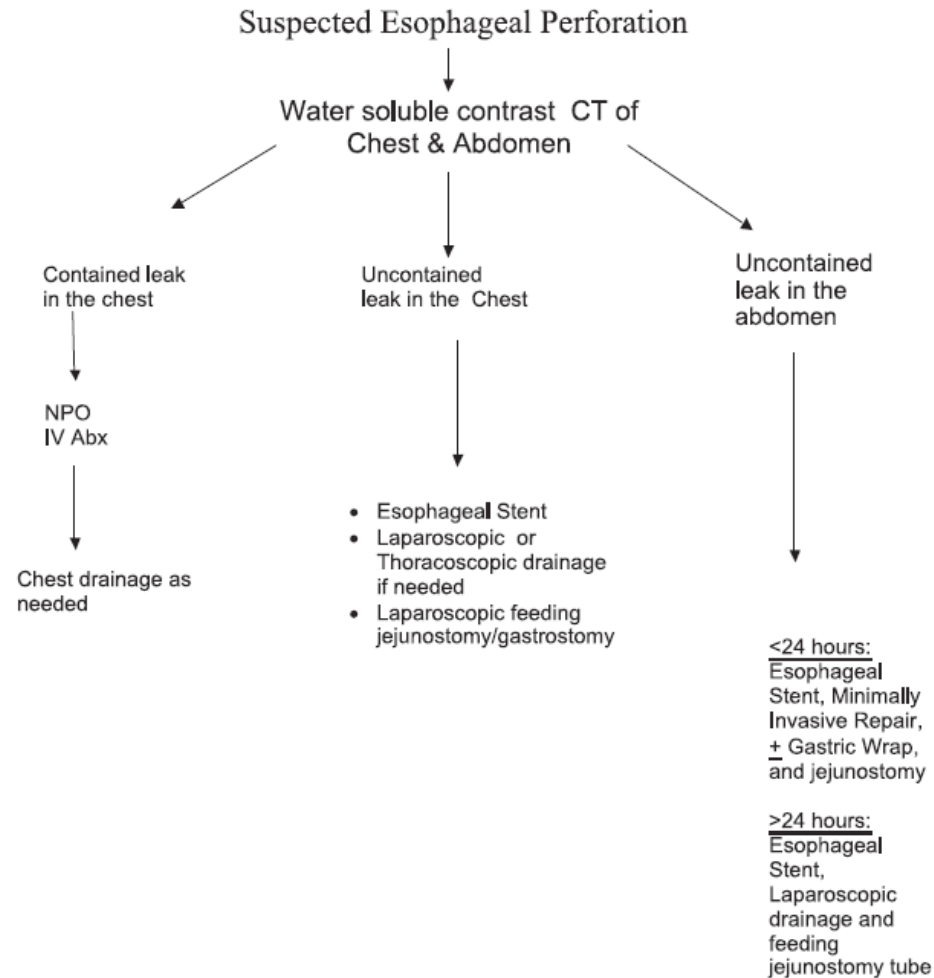 Suspected Esophageal Perforation
Water soluble contrast CT of
Chest & Abdomen
Contained leak
in the chest
NPO
IV Abx
Chest drainage as
needed
Uncontained
leak in the Chest
• Esophageal Stent
• Laparoscopic or
Thoracoscopic drainage
if needed
• Laparoscopic feeding
jejunostomy/gastrostomy
Uncontained
leak in the
abdomen
<24 hours:
Esophageal
Stent, Minimally
Invasive Repair,
± Gastric Wrap,
and jejunostomy
>24 hours:
Esophageal
Stent,
Laparoscopic
drainage and
feeding
jejunostomy tube